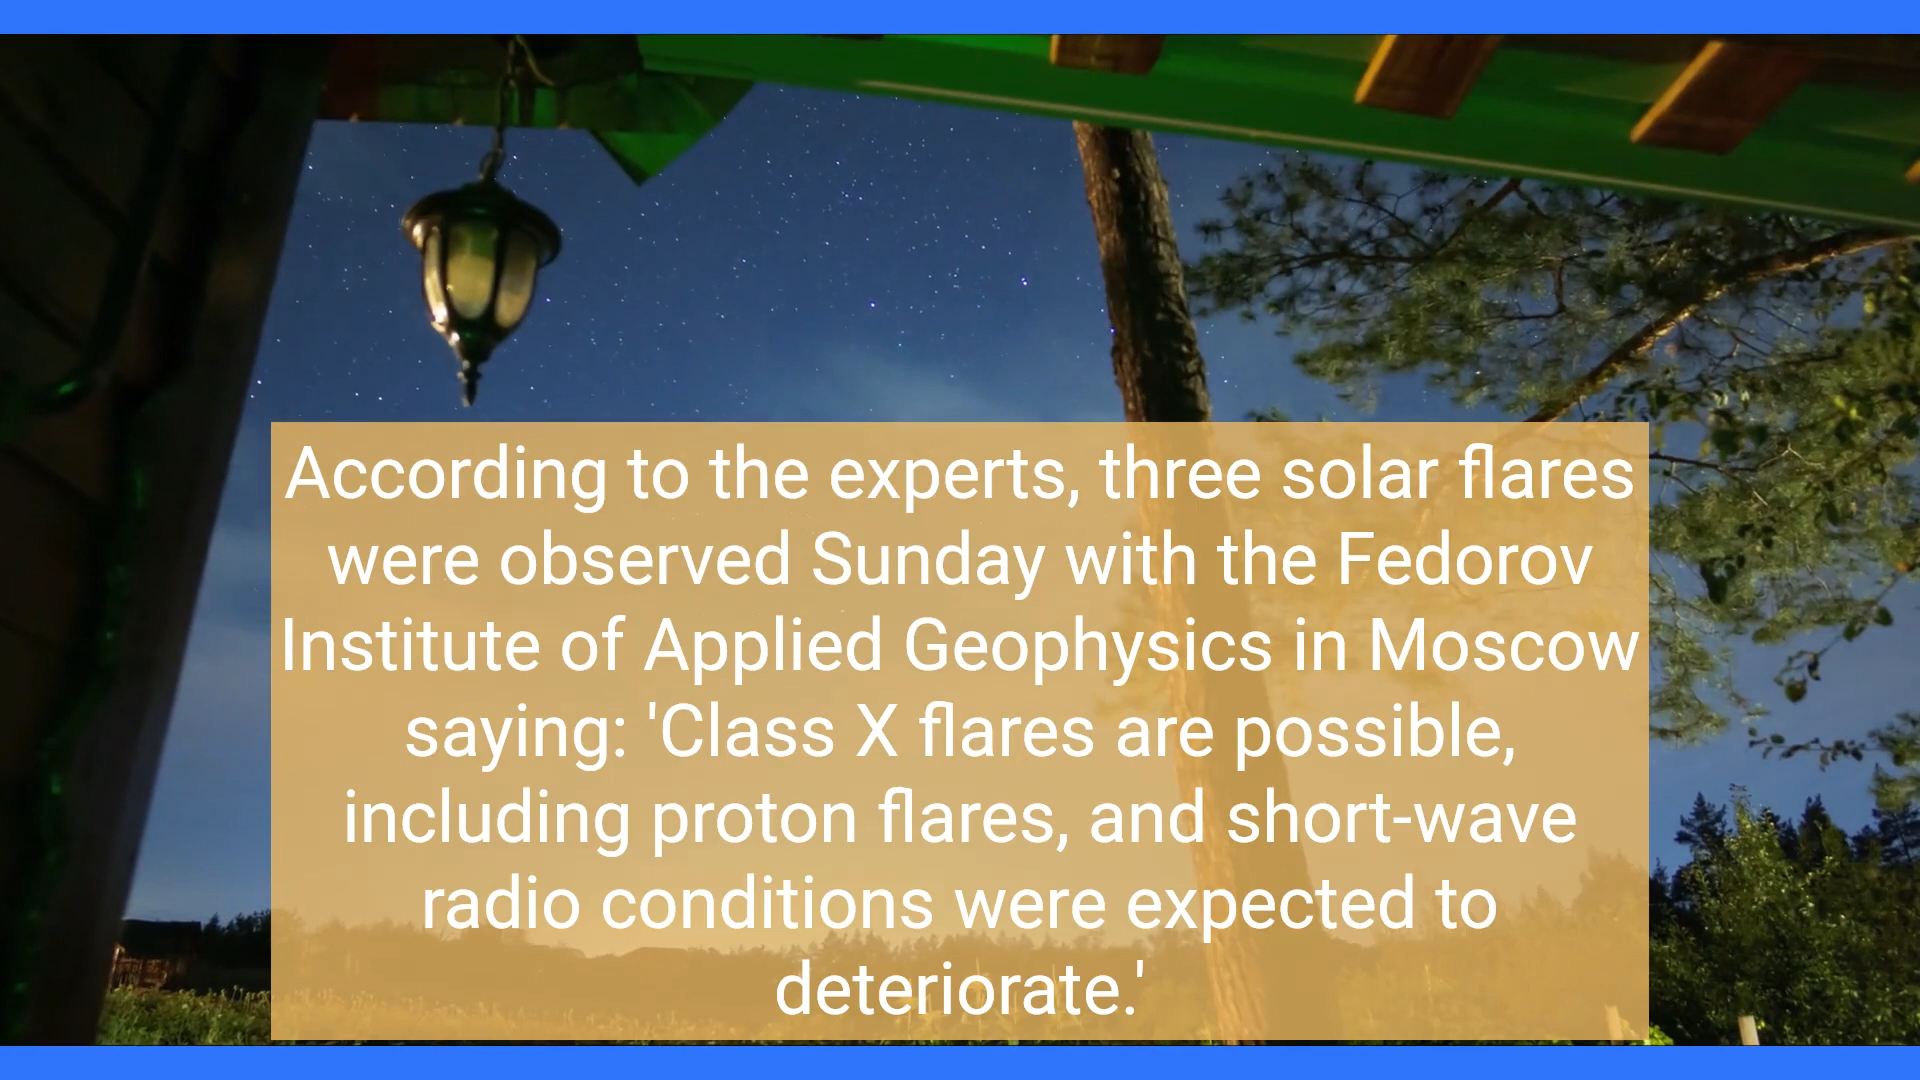 According to the experts, three solar flares
were observed Sunday with the Fedorov
Institute of Applied Geophysics in Moscow
saying: 'Class X flares are possible,
including proton flares, and short-wave
radio conditions were expected to
deteriorate.'